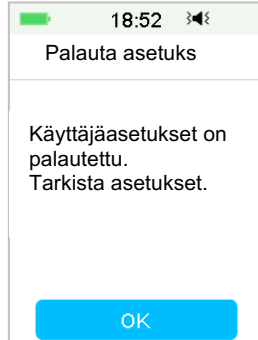 18:52
Palauta asetuks
Käyttäjäasetukset on
palautettu.
Tarkista asetukset.
OK